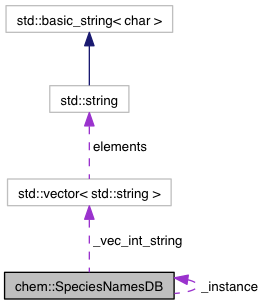 std::basic_string< char >
std::string
elements
std::vector< std::string >
_vec_int_string
chem::SpeciesNamesDB
_instance